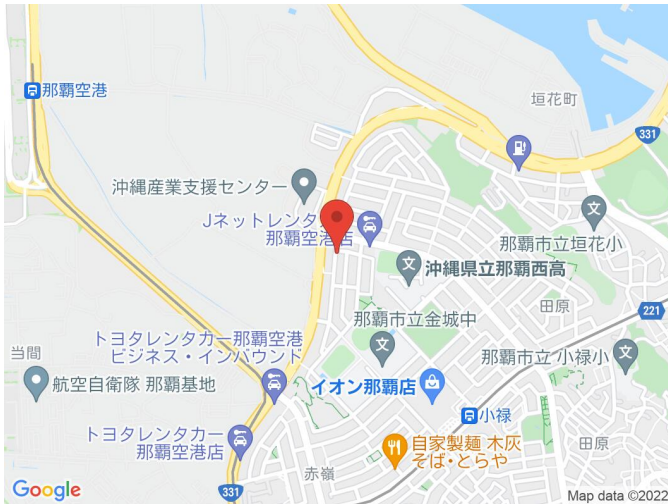 那覇空港
垣花町
331
沖縄産業支援センター
Jネットレンタ
那覇空港店
那覇市立垣花小
沖縄県立那覇西高
田原
221
那覇市立金城中
トヨタレンタカー那覇空港
ビジネス・インバウンド
当間
航空自衛隊 那覇基地
イオン那覇店
那覇市立 小禄小
小禄
トヨタレンタカー
那覇空港店
自家製麺 木灰
そば・とらや
田原
赤嶺
331
Google
Map data ©2022